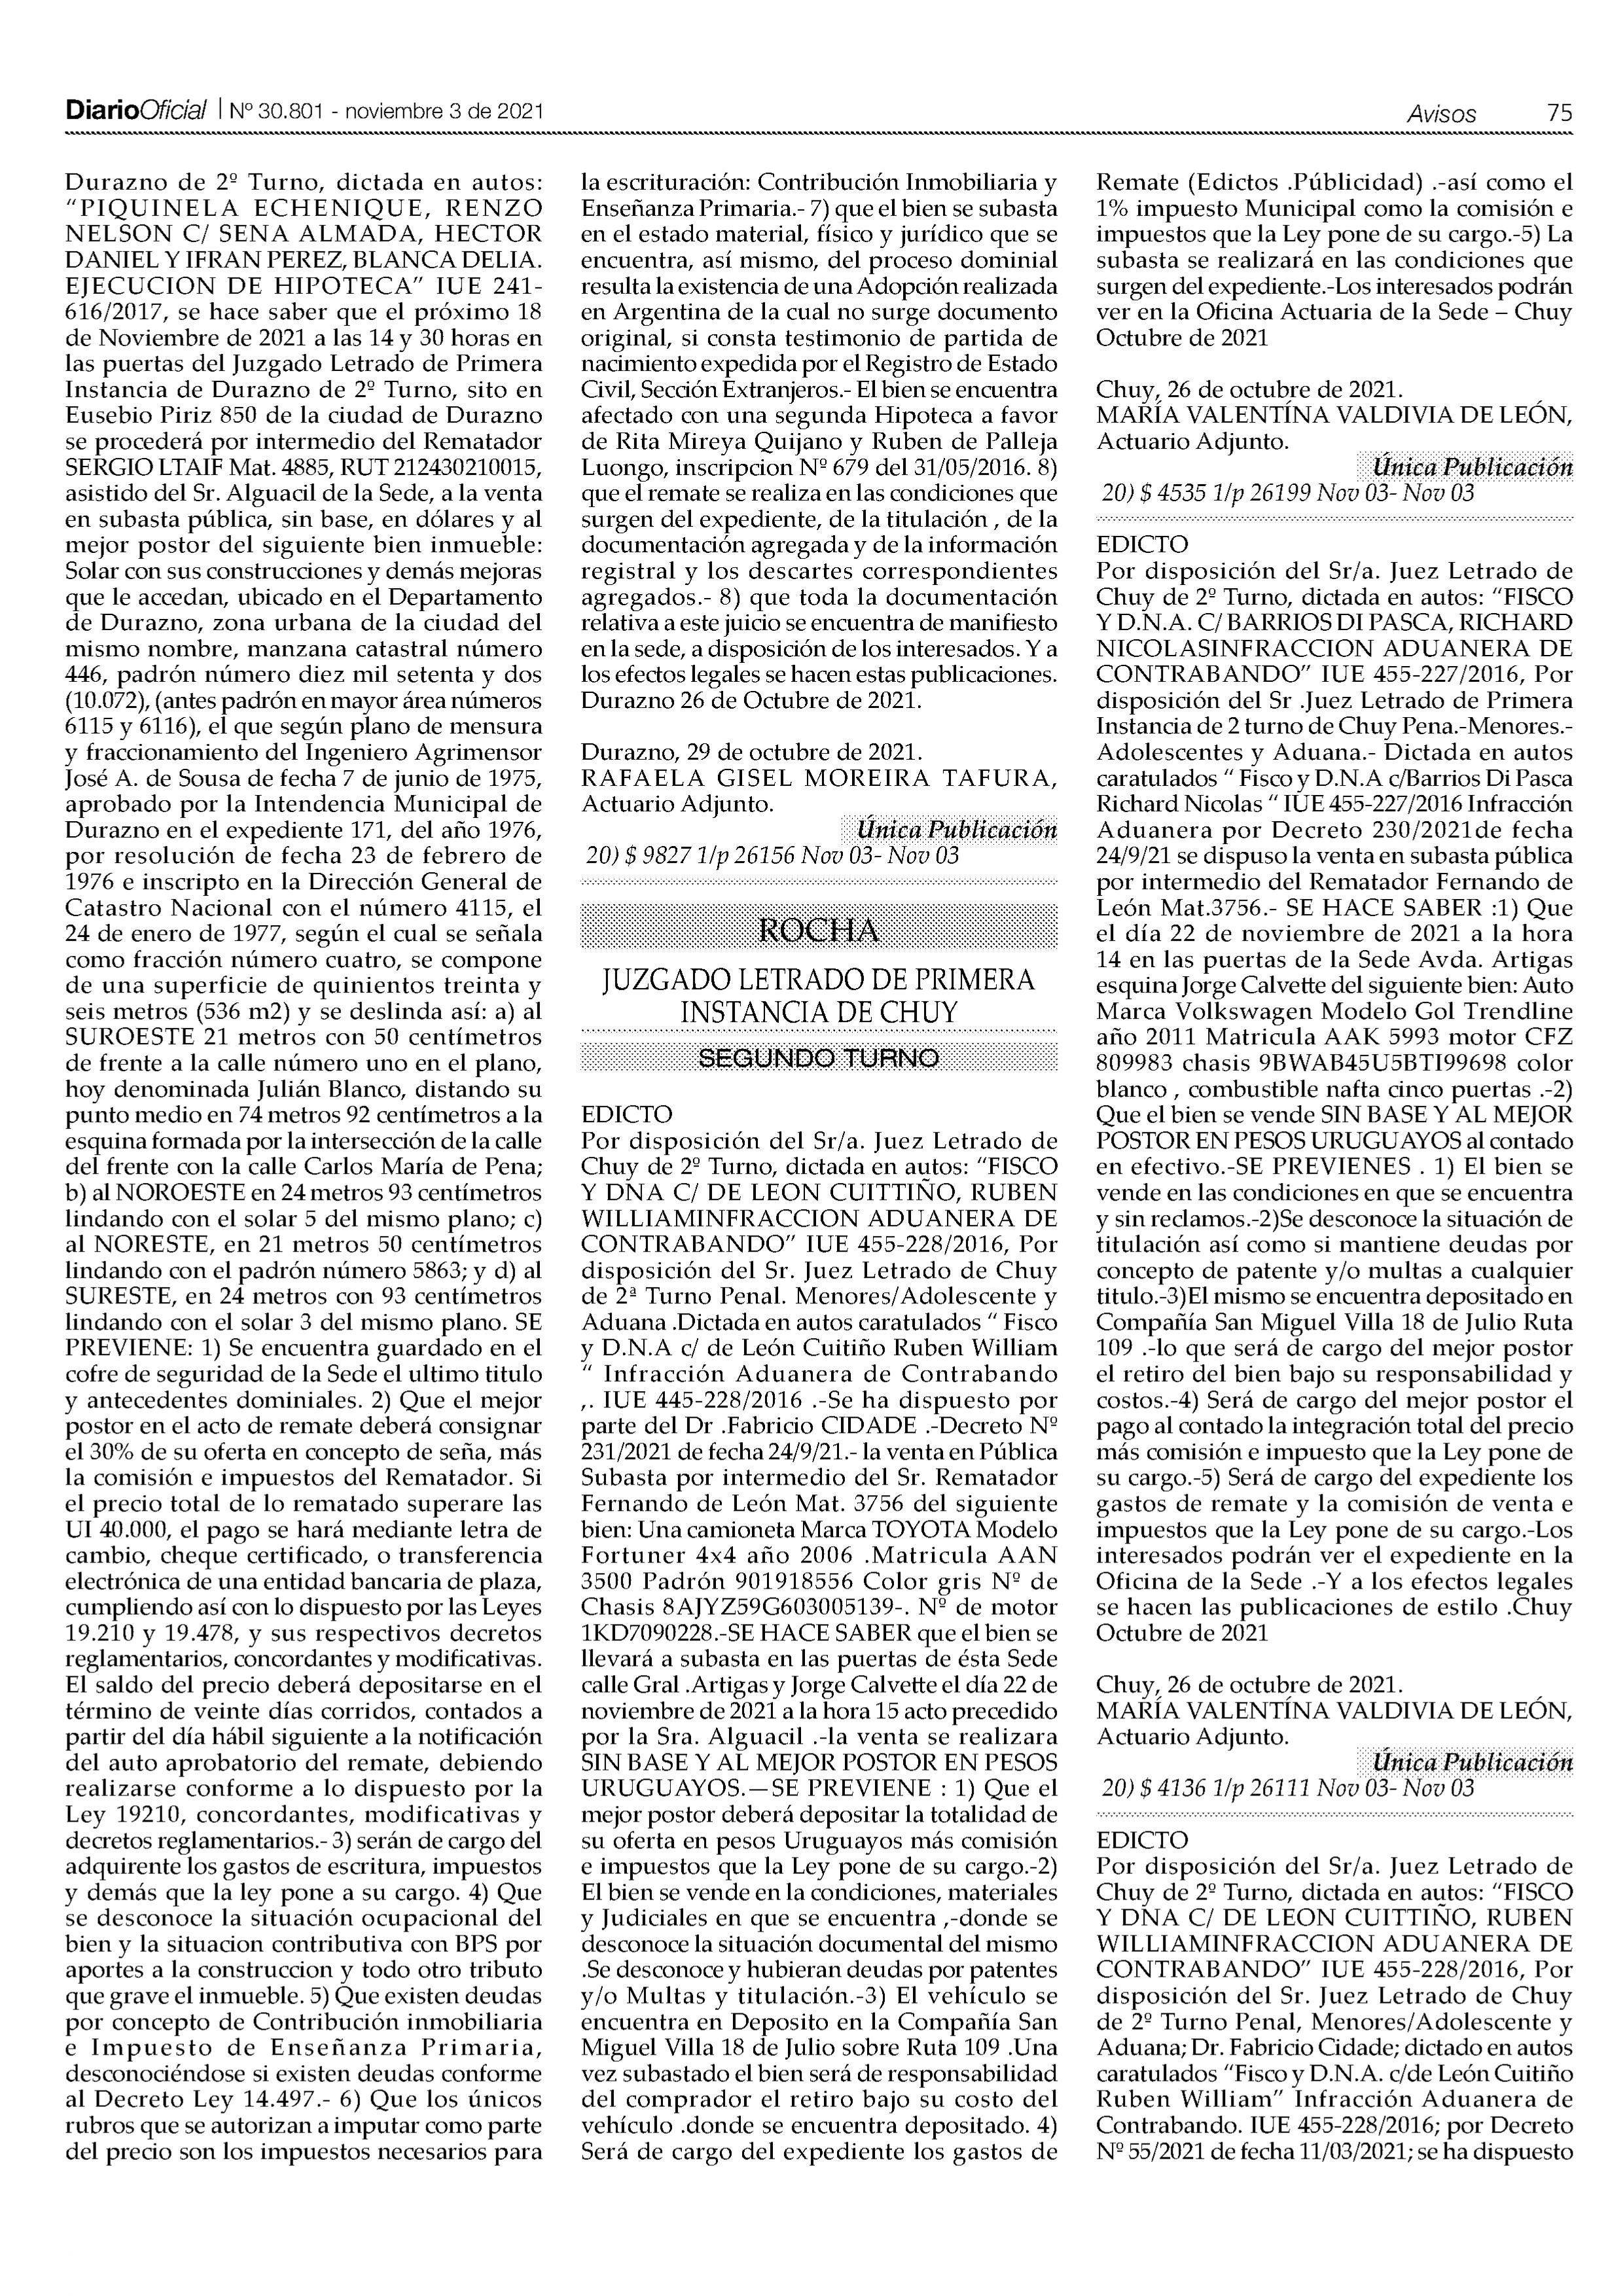 DiarioOficial | Nº 30.801 - noviembre 3 de 2021
Avisos 75
Durazno de 2º Turno, dictada en autos:
“PIQUINELA ECHENIQUE, RENZO
NELSON C/ SENA ALMADA, HECTOR
DANIEL Y IFRAN PEREZ, BLANCA DELIA.
EJECUCION DE HIPOTECA” IUE 241-
616/2017, se hace saber que el próximo 18
de Noviembre de 2021 a las 14 y 30 horas en
las puertas del Juzgado Letrado de Primera
Instancia de Durazno de 2º Turno, sito en
Eusebio Piriz 850 de la ciudad de Durazno
se procederá por intermedio del Rematador
SERGIO LTAIF Mat. 4885, RUT 212430210015,
asistido del Sr. Alguacil de la Sede, a la venta
en subasta pública, sin base, en dólares y al
mejor postor del siguiente bien inmueble:
Solar con sus construcciones y demás mejoras
que le accedan, ubicado en el Departamento
de Durazno, zona urbana de la ciudad del
mismo nombre, manzana catastral número
446, padrón número diez mil setenta y dos
(10.072), (antes padrón en mayor área números
6115 y 6116), el que según plano de mensura
y fraccionamiento del Ingeniero Agrimensor
José A. de Sousa de fecha 7 de junio de 1975,
aprobado por la Intendencia Municipal de
Durazno en el expediente 171, del año 1976,
por resolución de fecha 23 de febrero de
1976 e inscripto en la Dirección General de
Catastro Nacional con el número 4115, el
24 de enero de 1977, según el cual se señala
como fracción número cuatro, se compone
de una superficie de quinientos treinta y
seis metros (536 m2) y se deslinda así: a) al
SUROESTE 21 metros con 50 centímetros
de frente a la calle número uno en el plano,
hoy denominada Julián Blanco, distando su
punto medio en 74 metros 92 centímetros a la
esquina formada por la intersección de la calle
del frente con la calle Carlos María de Pena;
b) al NOROESTE en 24 metros 93 centímetros
lindando con el solar 5 del mismo plano; c)
al NORESTE, en 21 metros 50 centímetros
lindando con el padrón número 5863; y d) al
SURESTE, en 24 metros con 93 centímetros
lindando con el solar 3 del mismo plano. SE
PREVIENE: 1) Se encuentra guardado en el
cofre de seguridad de la Sede el ultimo titulo
y antecedentes dominiales. 2) Que el mejor
postor en el acto de remate deberá consignar
el 30% de su oferta en concepto de seña, más
la comisión e impuestos del Rematador. Si
el precio total de lo rematado superare las
UI 40.000, el pago se hará mediante letra de
cambio, cheque certificado, o transferencia
electrónica de una entidad bancaria de plaza,
cumpliendo así con lo dispuesto por las Leyes
19.210 y 19.478, y sus respectivos decretos
reglamentarios, concordantes y modificativas.
El saldo del precio deberá depositarse en el
término de veinte días corridos, contados a
partir del día hábil siguiente a la notificación
del auto aprobatorio del remate, debiendo
realizarse conforme a lo dispuesto por la
Ley 19210, concordantes, modificativas y
decretos reglamentarios.- 3) serán de cargo del
adquirente los gastos de escritura, impuestos
y demás que la ley pone a su cargo. 4) Que
se desconoce la situación ocupacional del
bien y la situacion contributiva con BPS por
aportes a la construccion y todo otro tributo
que grave el inmueble. 5) Que existen deudas
por concepto de Contribución inmobiliaria
e Impuesto de Enseñanza Primaria,
desconociéndose si existen deudas conforme
al Decreto Ley 14.497.- 6) Que los únicos
rubros que se autorizan a imputar como parte
del precio son los impuestos necesarios para
la escrituración: Contribución Inmobiliaria y
Enseñanza Primaria.- 7) que el bien se subasta
en el estado material, físico y jurídico que se
encuentra, así mismo, del proceso dominial
resulta la existencia de una Adopción realizada
en Argentina de la cual no surge documento
original, si consta testimonio de partida de
nacimiento expedida por el Registro de Estado
Civil, Sección Extranjeros.- El bien se encuentra
afectado con una segunda Hipoteca a favor
de Rita Mireya Quijano y Ruben de Palleja
Luongo, inscripcion Nº 679 del 31/05/2016. 8)
que el remate se realiza en las condiciones que
surgen del expediente, de la titulación , de la
documentación agregada y de la información
registral y los descartes correspondientes
agregados.- 8) que toda la documentación
relativa a este juicio se encuentra de manifiesto
en la sede, a disposición de los interesados. Y a
los efectos legales se hacen estas publicaciones.
Durazno 26 de Octubre de 2021.
Durazno, 29 de octubre de 2021.
RAFAELA GISEL MOREIRA TAFURA,
Actuario Adjunto.
Única Publicación
20) $ 9827 1/p 26156 Nov 03- Nov 03
ROCHA
JUZGADO LETRADO DE PRIMERA
INSTANCIA DE CHUY
SEGUNDO TURNO
EDICTO
Por disposición del Sr/a. Juez Letrado de
Chuy de 2º Turno, dictada en autos: “FISCO
Y DNA C/ DE LEON CUITTIÑO, RUBEN
WILLIAMINFRACCION ADUANERA DE
CONTRABANDO” IUE 455-228/2016, Por
disposición del Sr. Juez Letrado de Chuy
de 2ª Turno Penal. Menores/Adolescente y
Aduana .Dictada en autos caratulados “ Fisco
y D.N.A c/ de León Cuitiño Ruben William
“ Infracción Aduanera de Contrabando
,. IUE 445-228/2016 .-Se ha dispuesto por
parte del Dr .Fabricio CIDADE .-Decreto Nº
231/2021 de fecha 24/9/21.- la venta en Pública
Subasta por intermedio del Sr. Rematador
Fernando de León Mat. 3756 del siguiente
bien: Una camioneta Marca TOYOTA Modelo
Fortuner 4x4 año 2006 .Matricula AAN
3500 Padrón 901918556 Color gris Nº de
Chasis 8AJYZ59G603005139-. Nº de motor
1KD7090228.-SE HACE SABER que el bien se
llevará a subasta en las puertas de ésta Sede
calle Gral .Artigas y Jorge Calvette el día 22 de
noviembre de 2021 a la hora 15 acto precedido
por la Sra. Alguacil .-la venta se realizara
SIN BASE Y AL MEJOR POSTOR EN PESOS
URUGUAYOS.—SE PREVIENE : 1) Que el
mejor postor deberá depositar la totalidad de
su oferta en pesos Uruguayos más comisión
e impuestos que la Ley pone de su cargo.-2)
El bien se vende en la condiciones, materiales
y Judiciales en que se encuentra ,-donde se
desconoce la situación documental del mismo
.Se desconoce y hubieran deudas por patentes
y/o Multas y titulación.-3) El vehículo se
encuentra en Deposito en la Compañía San
Miguel Villa 18 de Julio sobre Ruta 109 .Una
vez subastado el bien será de responsabilidad
del comprador el retiro bajo su costo del
vehículo .donde se encuentra depositado. 4)
Será de cargo del expediente los gastos de
Remate (Edictos .Públicidad) .-así como el
1% impuesto Municipal como la comisión e
impuestos que la Ley pone de su cargo.-5) La
subasta se realizará en las condiciones que
surgen del expediente.-Los interesados podrán
ver en la Oficina Actuaria de la Sede – Chuy
Octubre de 2021
Chuy, 26 de octubre de 2021.
MARÍA VALENTÍNA VALDIVIA DE LEÓN,
Actuario Adjunto.
Única Publicación
20) $ 4535 1/p 26199 Nov 03- Nov 03
EDICTO
Por disposición del Sr/a. Juez Letrado de
Chuy de 2º Turno, dictada en autos: “FISCO
Y D.N.A. C/ BARRIOS DI PASCA, RICHARD
NICOLASINFRACCION ADUANERA DE
CONTRABANDO” IUE 455-227/2016, Por
disposición del Sr .Juez Letrado de Primera
Instancia de 2 turno de Chuy Pena.-Menores.-
Adolescentes y Aduana.- Dictada en autos
caratulados “ Fisco y D.N.A c/Barrios Di Pasca
Richard Nicolas “ IUE 455-227/2016 Infracción
Aduanera por Decreto 230/2021de fecha
24/9/21 se dispuso la venta en subasta pública
por intermedio del Rematador Fernando de
León Mat.3756.- SE HACE SABER :1) Que
el día 22 de noviembre de 2021 a la hora
14 en las puertas de la Sede Avda. Artigas
esquina Jorge Calvette del siguiente bien: Auto
Marca Volkswagen Modelo Gol Trendline
año 2011 Matricula AAK 5993 motor CFZ
809983 chasis 9BWAB45U5BTI99698 color
blanco , combustible nafta cinco puertas .-2)
Que el bien se vende SIN BASE Y AL MEJOR
POSTOR EN PESOS URUGUAYOS al contado
en efectivo.-SE PREVIENES . 1) El bien se
vende en las condiciones en que se encuentra
y sin reclamos.-2)Se desconoce la situación de
titulación así como si mantiene deudas por
concepto de patente y/o multas a cualquier
titulo.-3)El mismo se encuentra depositado en
Compañía San Miguel Villa 18 de Julio Ruta
109 .-lo que será de cargo del mejor postor
el retiro del bien bajo su responsabilidad y
costos.-4) Será de cargo del mejor postor el
pago al contado la integración total del precio
más comisión e impuesto que la Ley pone de
su cargo.-5) Será de cargo del expediente los
gastos de remate y la comisión de venta e
impuestos que la Ley pone de su cargo.-Los
interesados podrán ver el expediente en la
Oficina de la Sede .-Y a los efectos legales
se hacen las publicaciones de estilo .Chuy
Octubre de 2021
Chuy, 26 de octubre de 2021.
MARÍA VALENTÍNA VALDIVIA DE LEÓN,
Actuario Adjunto.
Única Publicación
20) $ 4136 1/p 26111 Nov 03- Nov 03
EDICTO
Por disposición del Sr/a. Juez Letrado de
Chuy de 2º Turno, dictada en autos: “FISCO
Y DNA C/ DE LEON CUITTIÑO, RUBEN
WILLIAMINFRACCION ADUANERA DE
CONTRABANDO” IUE 455-228/2016, Por
disposición del Sr. Juez Letrado de Chuy
de 2º Turno Penal, Menores/Adolescente y
Aduana; Dr. Fabricio Cidade; dictado en autos
caratulados “Fisco y D.N.A. c/de León Cuitiño
Ruben William” Infracción Aduanera de
Contrabando. IUE 455-228/2016; por Decreto
Nº 55/2021 de fecha 11/03/2021; se ha dispuesto